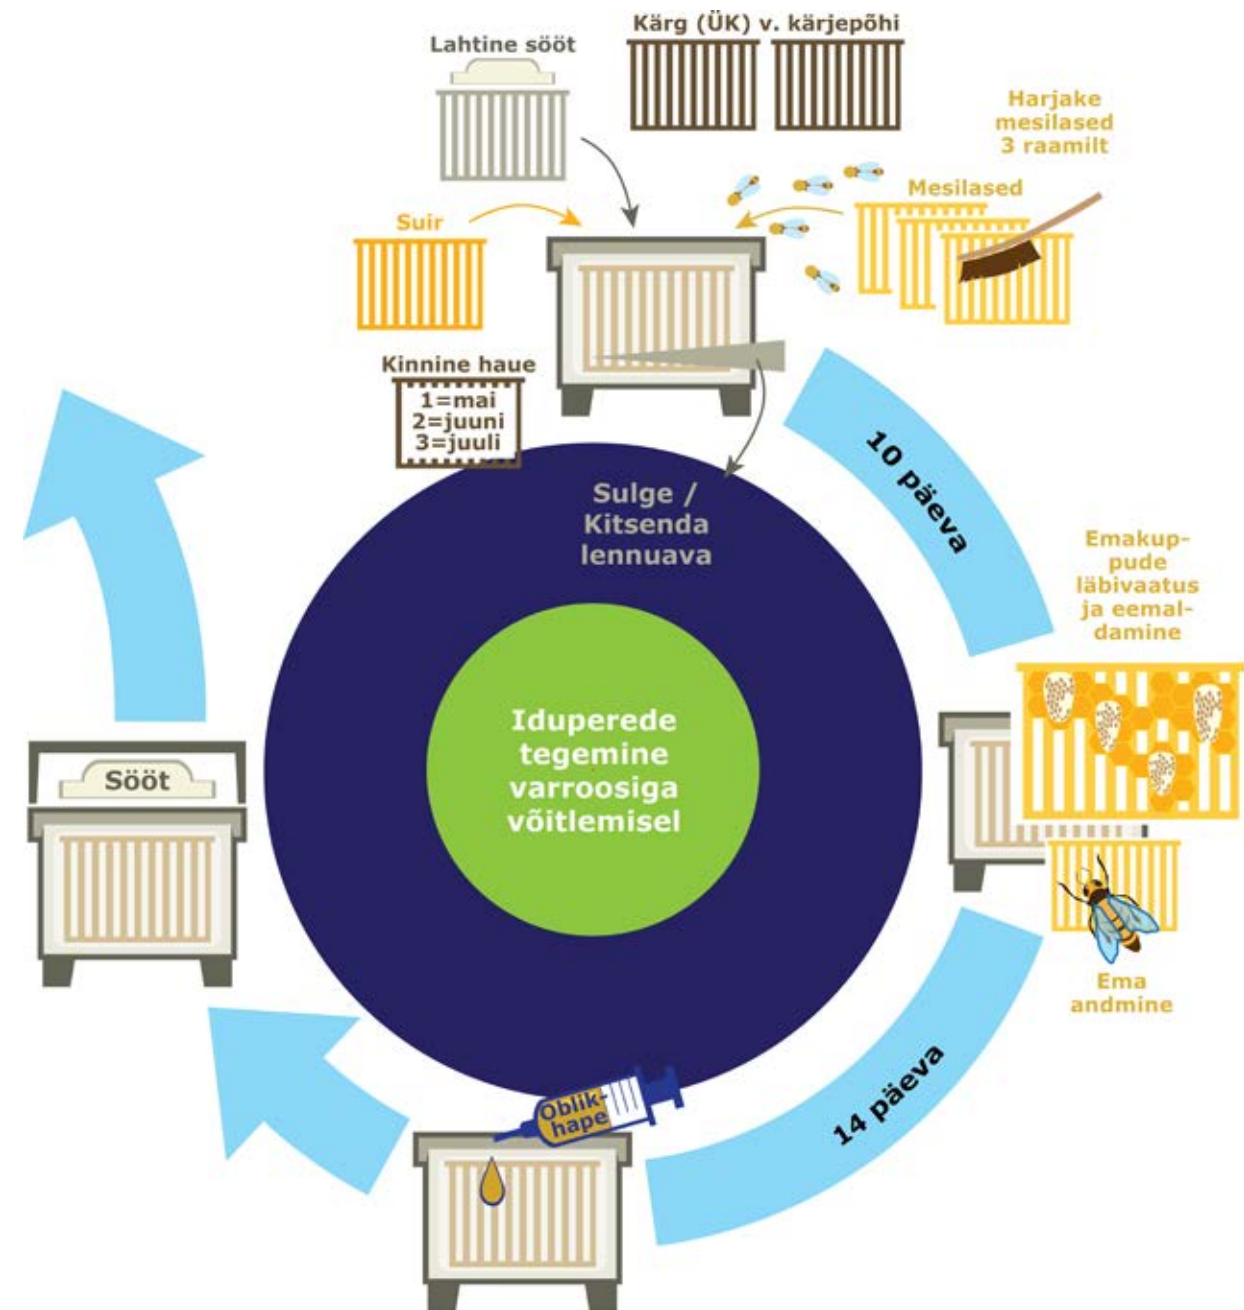 Kärg (ÜK) v. kärjepõhi
Lahtine sööt
Harjake
mesilased
3 raamilt
Mesilased
Suir
Kinnine haue
1=mai
2=juuni
3=juuli
10 päeva
Sulge /
Kitsenda
lennuava
Emakup-
pude
läbivaatus
ja eemal-
damine
Iduperede
tegemine
varroosiga
võitlemisel
Sööt
Ema
andmine
14 päeva
Oblik-
hape